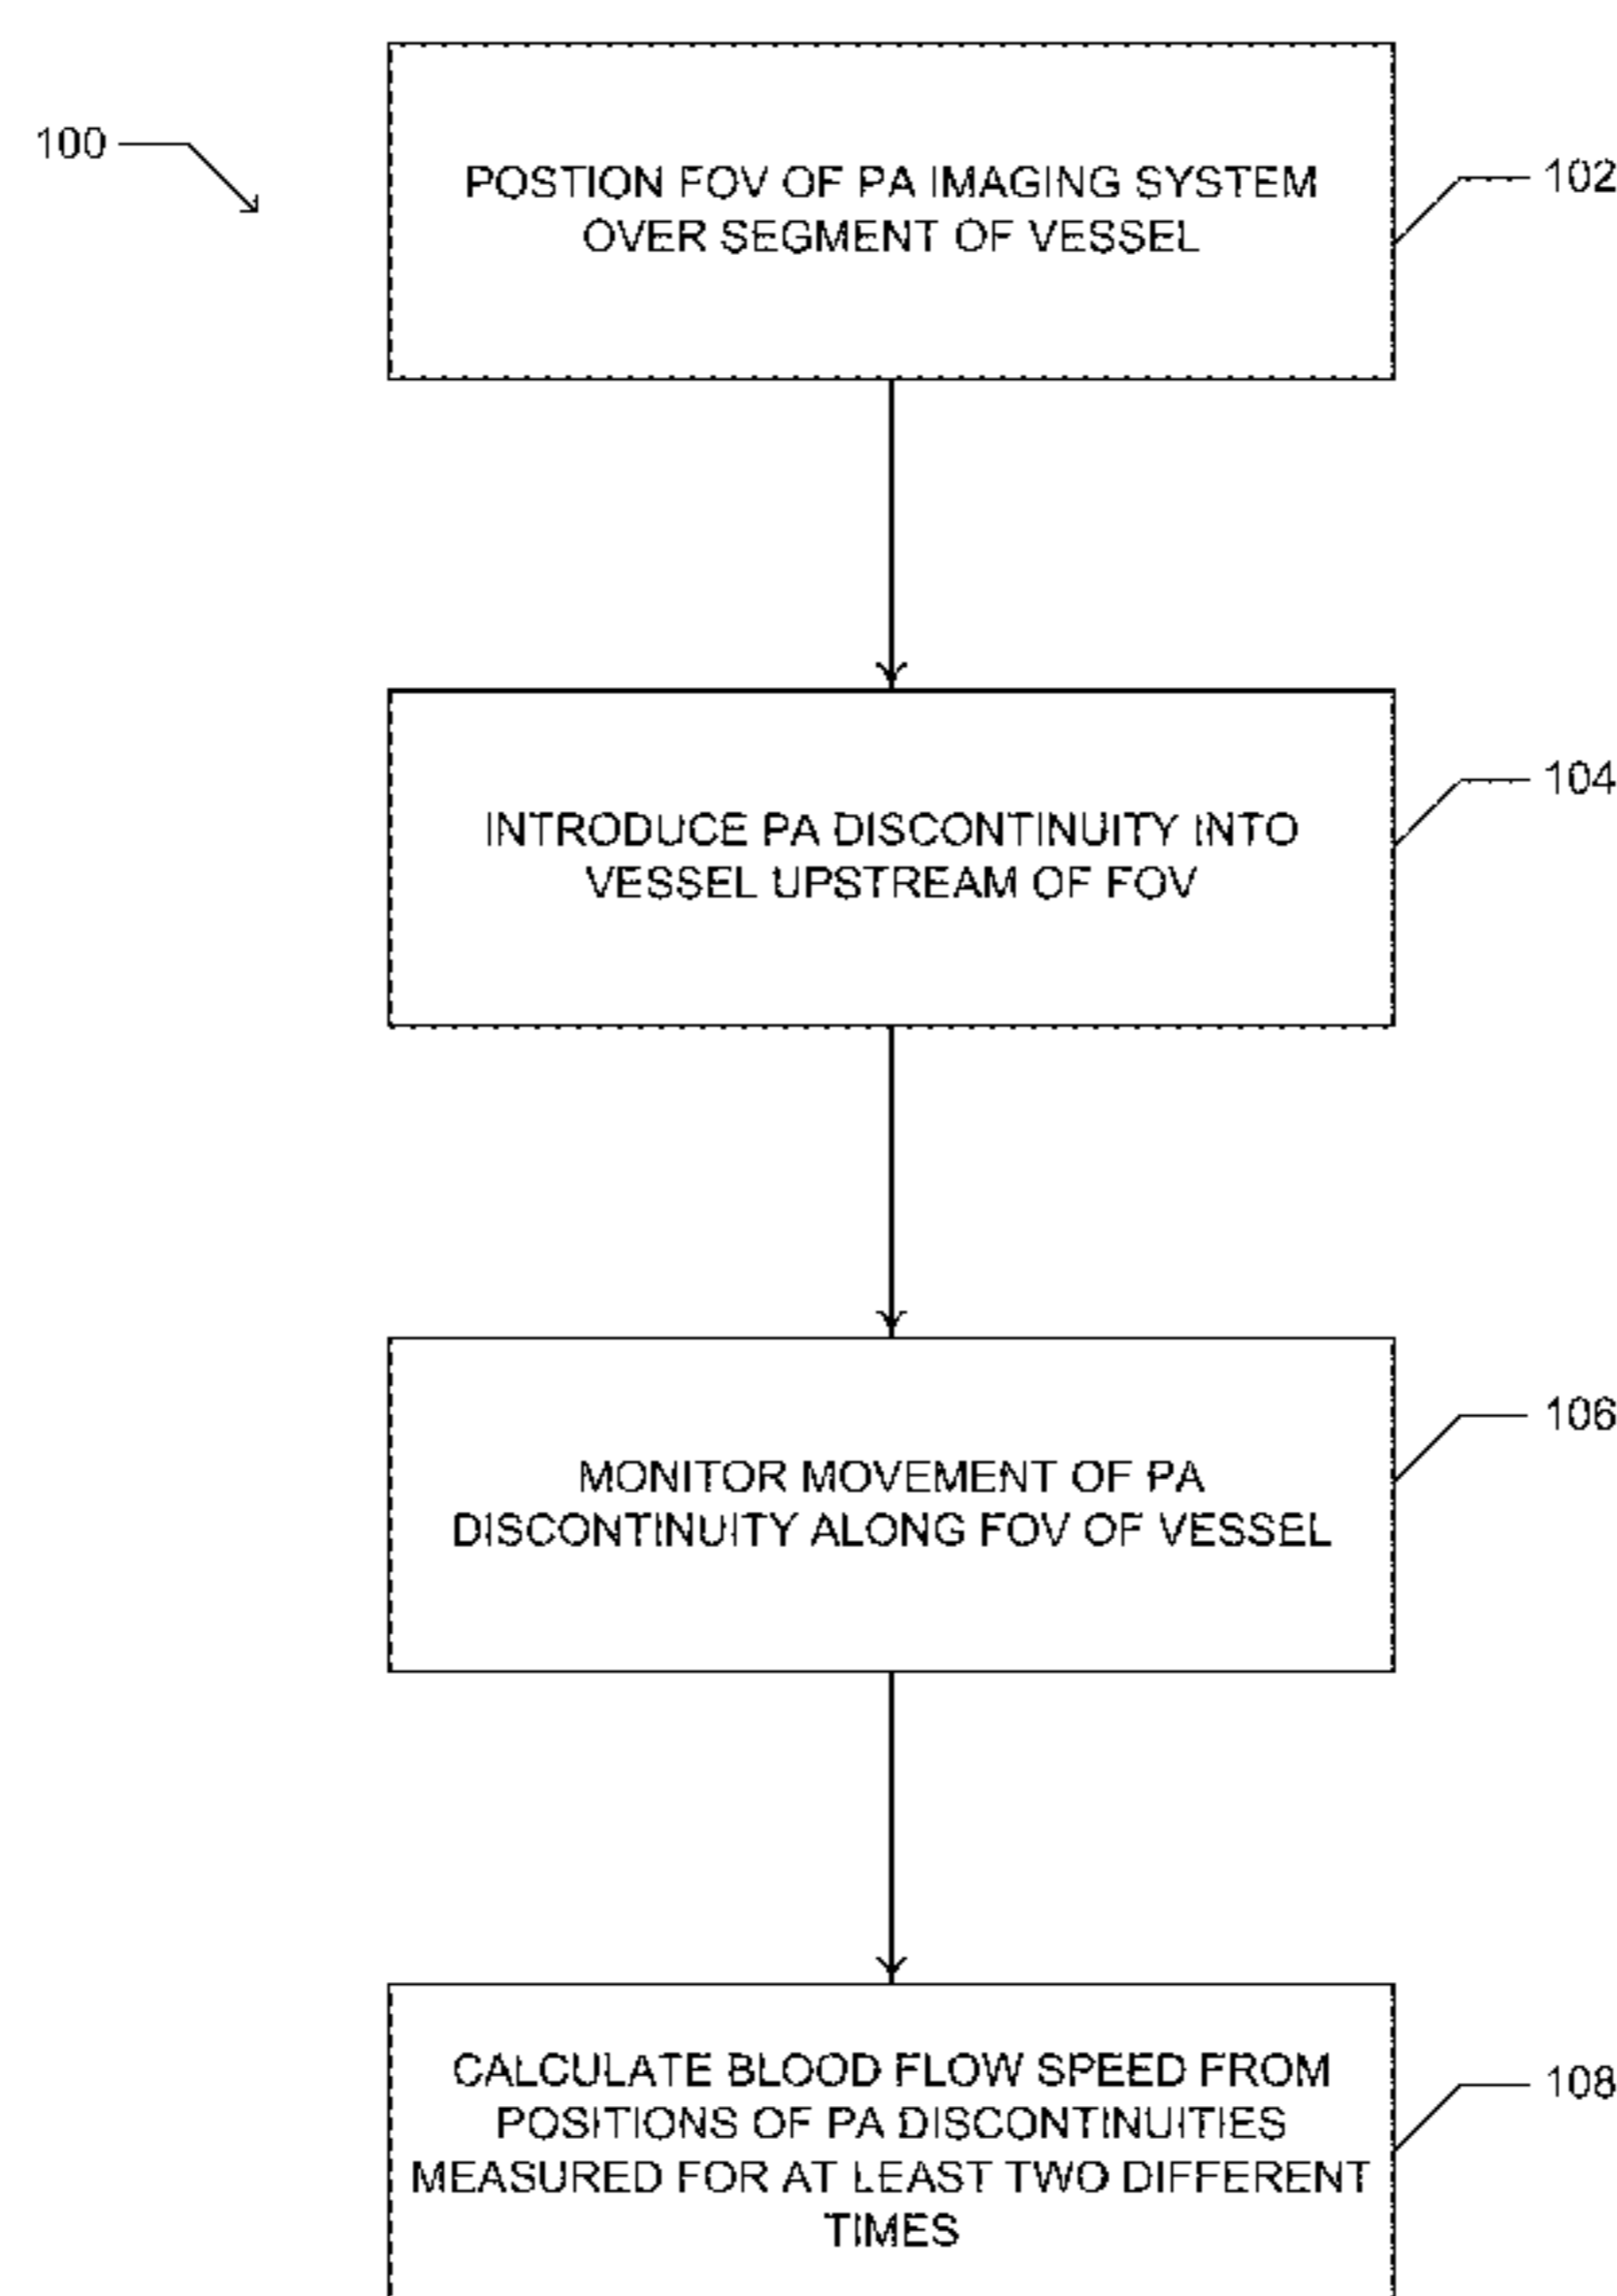 100
POSTION FOV OF PA IMAGING SYSTEM
OVER SEGMENT OF VESSEL
102
INTRODUCE PA DISCONTINUITY INTO
VESSEL UPSTREAM OF FOV
104
MONITOR MOVEMENT OF PA
DISCONTINUITY ALONG FOV OF VESSEL
106
CALCULATE BLOOD FLOW SPEED FROM
POSITIONS OF PA DISCONTINUITIES
MEASURED FOR AT LEAST TWO DIFFERENT
TIMES
108